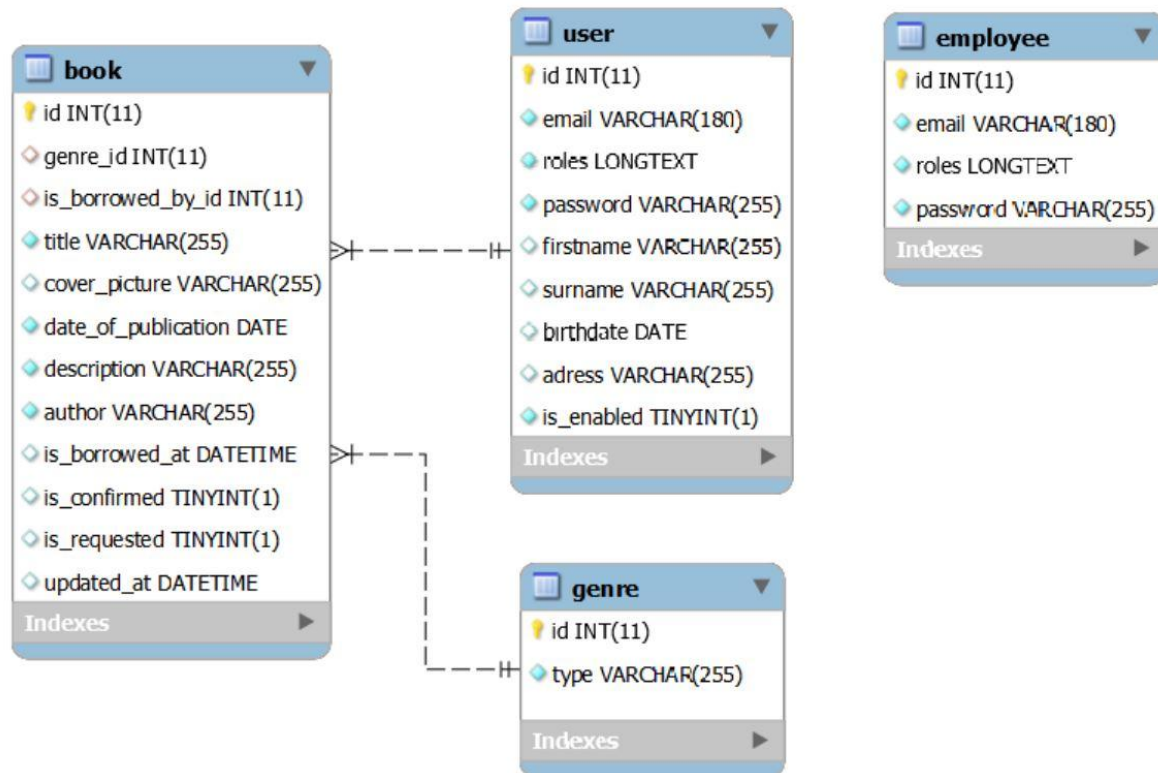 book
id INT(11)
genre_id INT(11)
is_borrowed_by_id INT(11)
title VARCHAR(255)
cover_picture VARCHAR(255)
date_of_publication DATE
description VARCHAR(255)
author VARCHAR(255)
is_borrowed_at DATETIME
is_confirmed TINYINT(1)
is_requested TINYINT(1)
updated_at DATETIME
Indexes
user
id INT(11)
email VARCHAR(180)
roles LONGTEXT
password VARCHAR(255)
firstname VARCHAR(255)
surname VARCHAR(255)
birthdate DATE
adress VARCHAR(255)
is_enabled TINYINT(1)
Indexes
employee
id INT(11)
email VARCHAR(180)
roles LONGTEXT
password VARCHAR(255)
Indexes
genre
id INT(11)
type VARCHAR(255)
Indexes